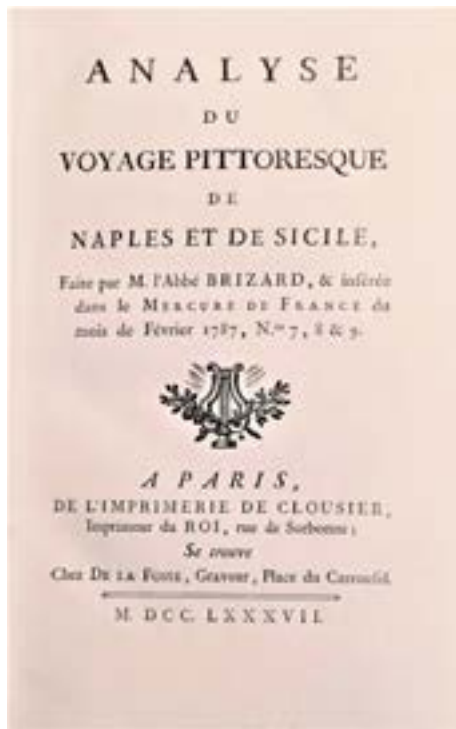 ANALYSE
DU
VOYAGE PITTORESQUE
DE
NAPLES ET DE SICILE,
Faite par M. l'Abbé BRIZARD, & insérée
dans le MERCURE DE FRANCE du
mois de Février 1787, N.os 7, 8 & 9.
A PARIS,
DE L'IMPRIMERIE DE CLOUSIER,
Imprimeur du ROI, rue de Sorbonne;
Se trouve
Chez DE LA FOSSE, Graveur, Place du Carrousel.
M. DCC. LXXXVII.